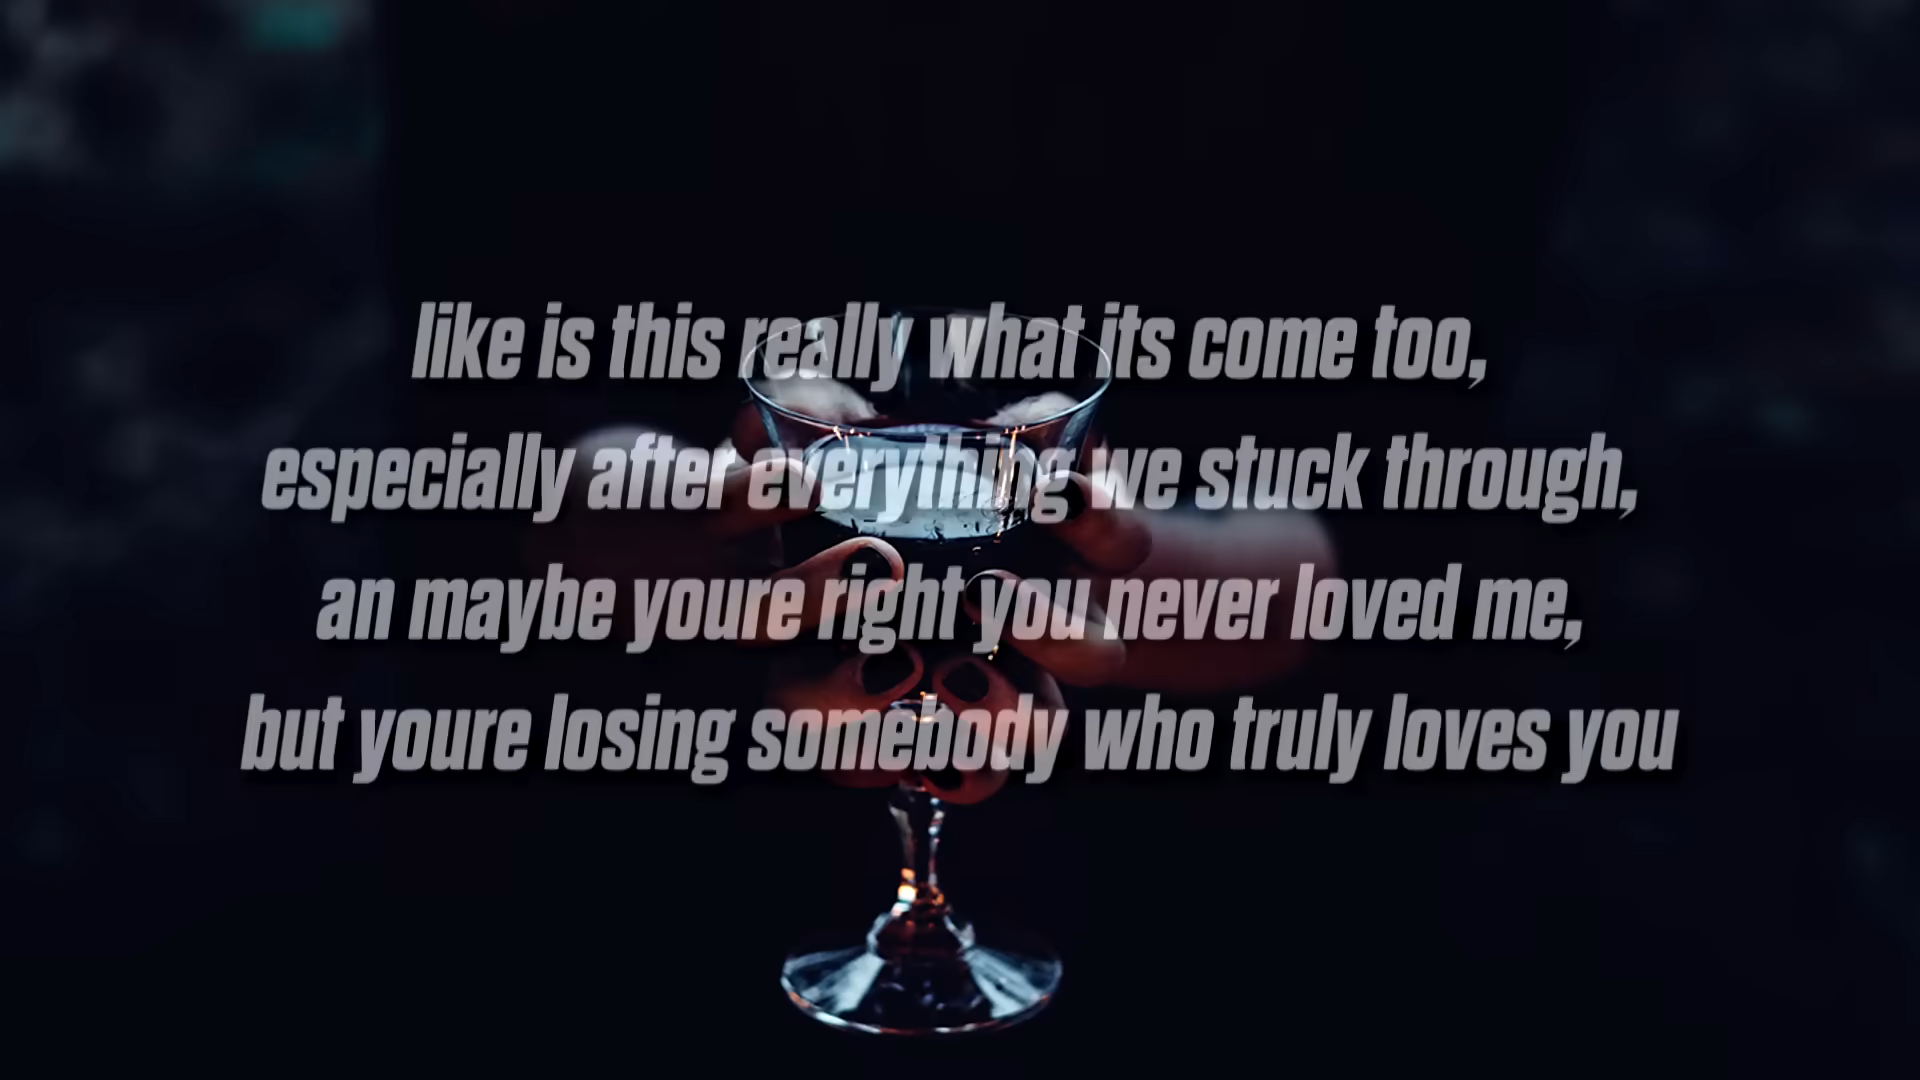 like is this really what its come too,
especially after everything we stuck through,
an maybe youre right you never loved me,
but youre losing somebody who truly loves you